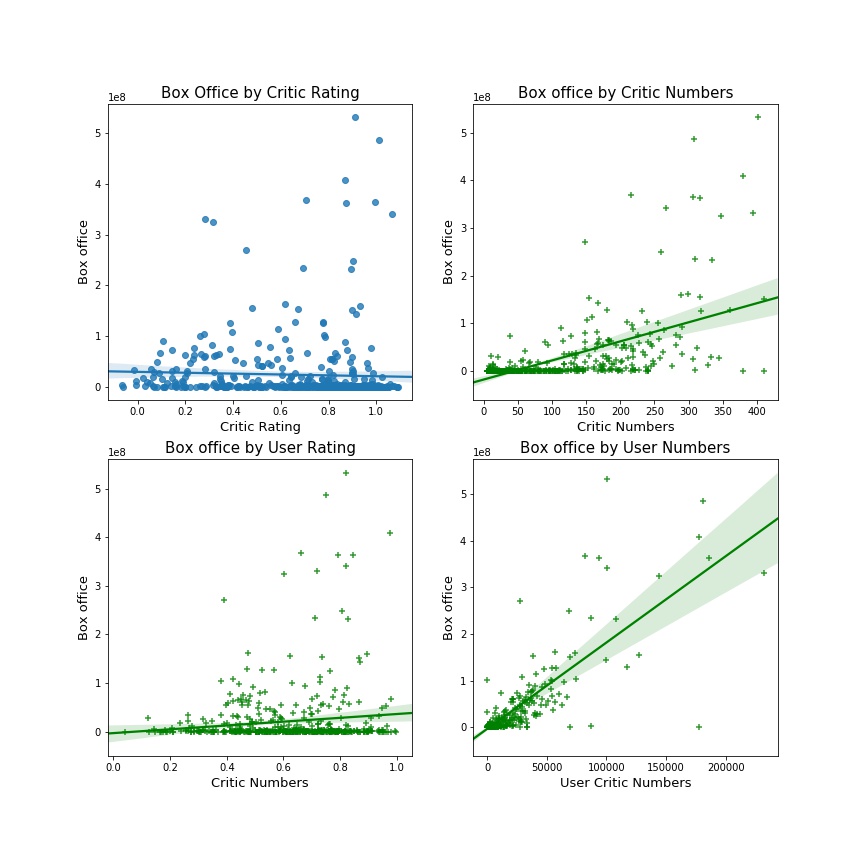 Box Office by Critic Rating
1e8
5
4
3
2
1
0
Box office
0.0 0.2 0.4 0.6 0.8 1.0
Critic Rating
Box office by Critic Numbers
1e8
5
4
3
2
1
0
Box office
0 50 100 150 200 250 300 350 400
Critic Numbers
Box office by User Rating
1e8
5
4
3
2
1
0
Box office
0.0 0.2 0.4 0.6 0.8 1.0
Critic Numbers
Box office by User Numbers
1e8
5
4
3
2
1
0
Box office
0 50000 100000 150000 200000
User Critic Numbers